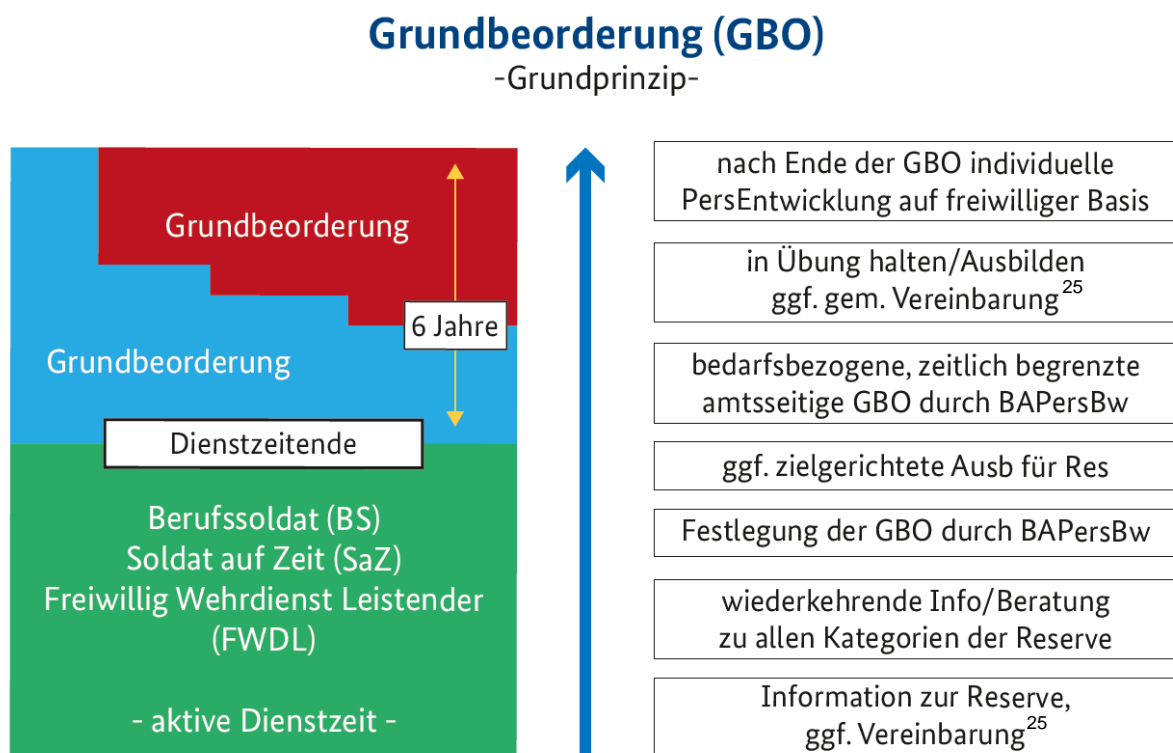 Grundbeorderung (GBO)
-Grundprinzip-
Grundbeorderung
6 Jahre
Grundbeorderung
Dienstzeitende
Berufssoldat (BS)
Soldat auf Zeit (SaZ)
Freiwillig Wehrdienst Leistender
(FWDL)
- aktive Dienstzeit -
nach Ende der GBO individuelle
PersEntwicklung auf freiwilliger Basis
in Übung halten/Ausbilden
ggf. gem. Vereinbarung25
bedarfsbezogene, zeitlich begrenzte
amtsseitige GBO durch BAPersBw
ggf. zielgerichtete Ausb für Res
Festlegung der GBO durch BAPersBw
wiederkehrende Info/Beratung
zu allen Kategorien der Reserve
Information zur Reserve,
ggf. Vereinbarung25